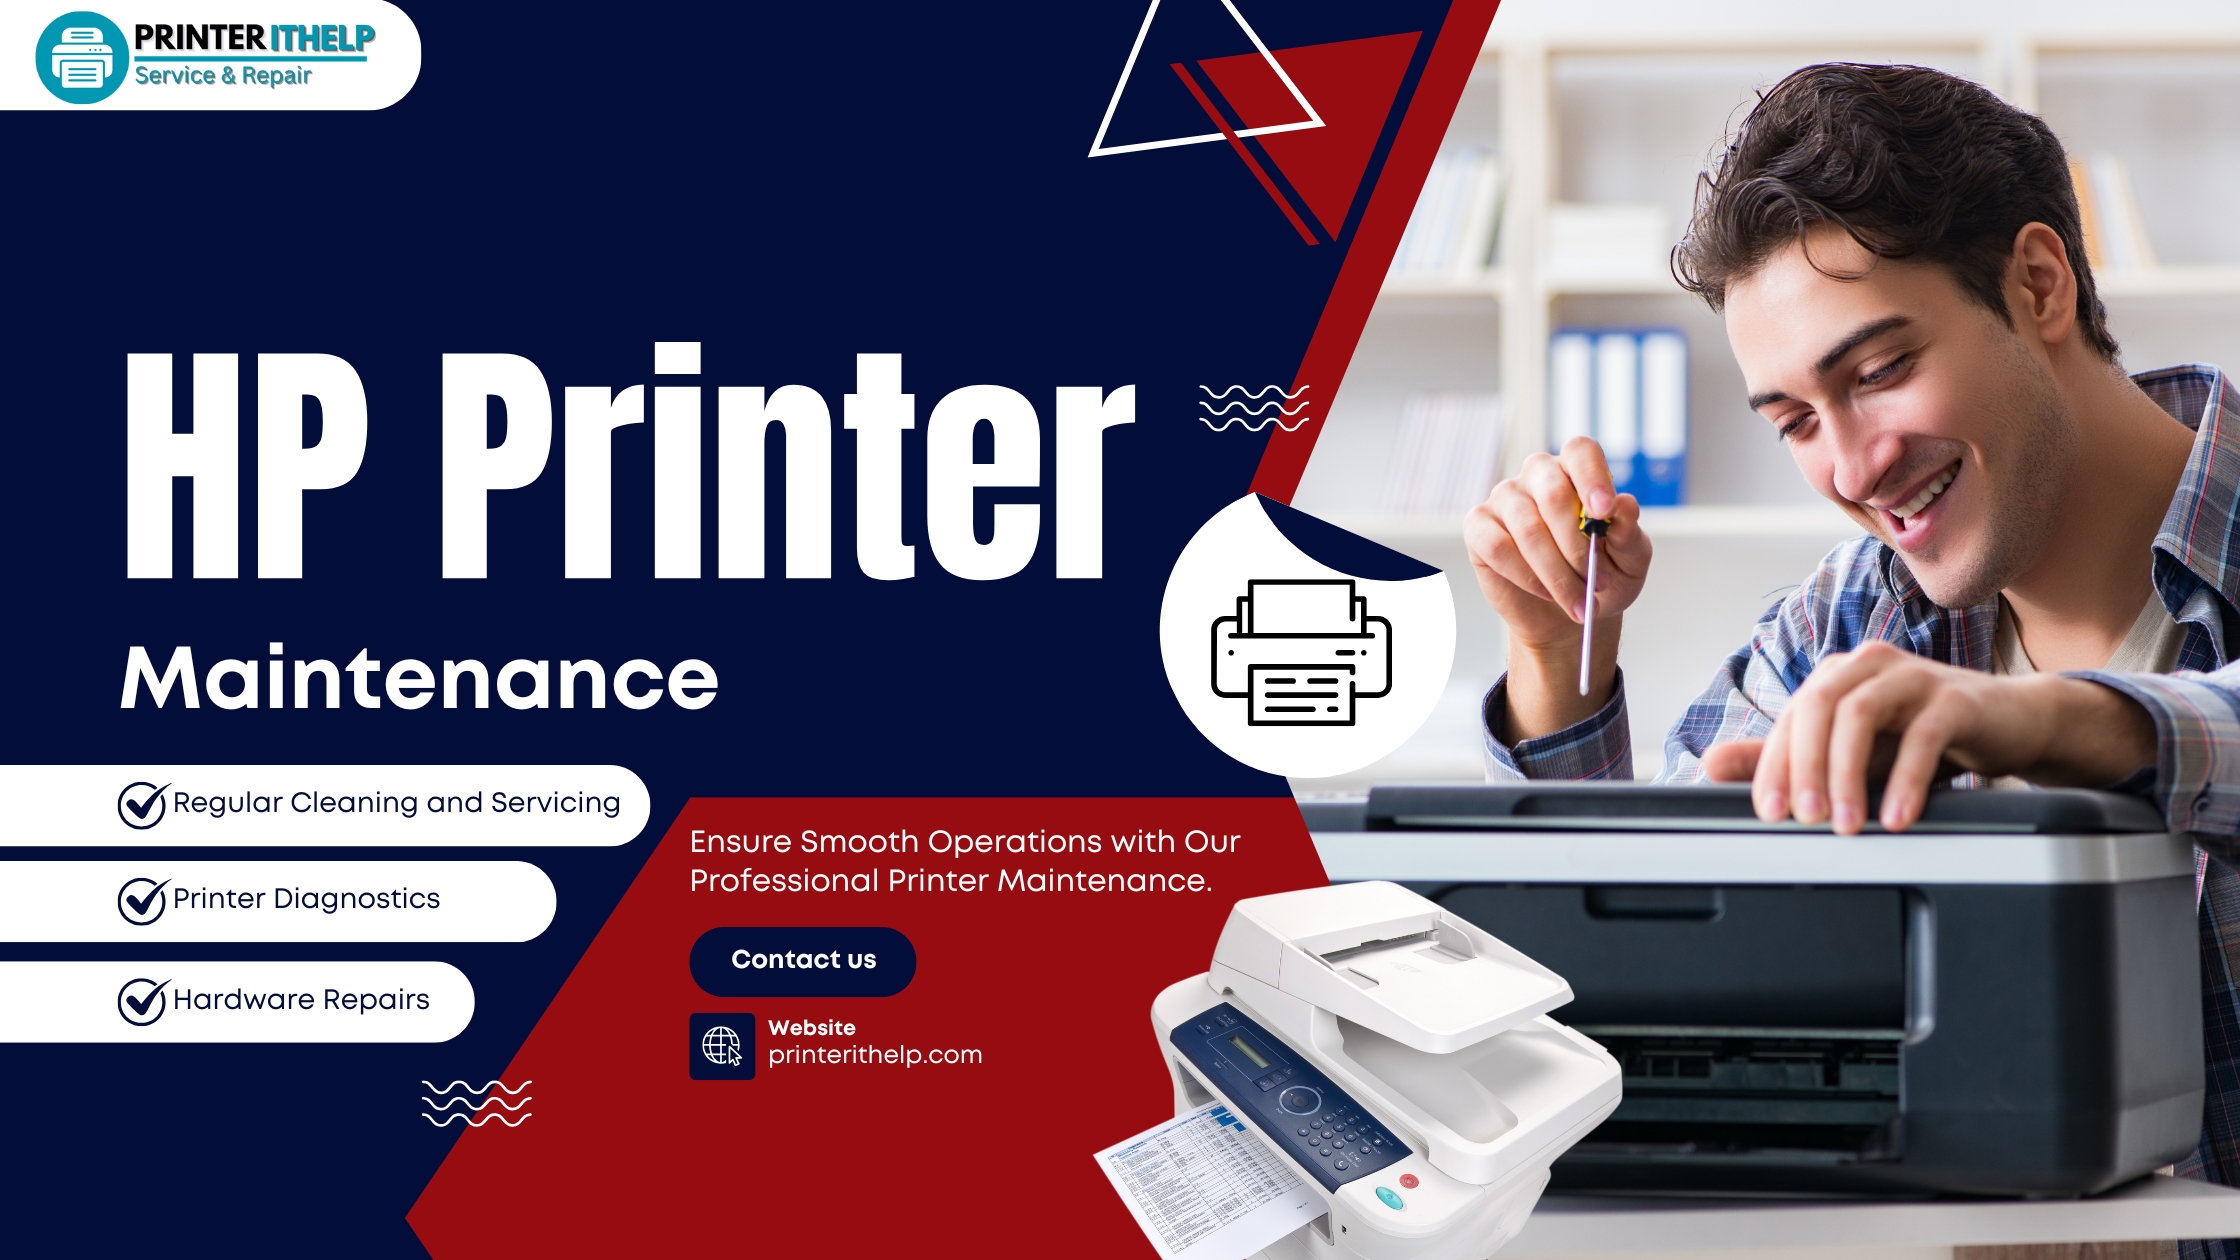 PRINTER ITHELP
Service & Repair
HP Printer
Maintenance
Regular Cleaning and Servicing
Printer Diagnostics
Hardware Repairs
Ensure Smooth Operations with Our
Professional Printer Maintenance.
Contact us
Website
printerithelp.com